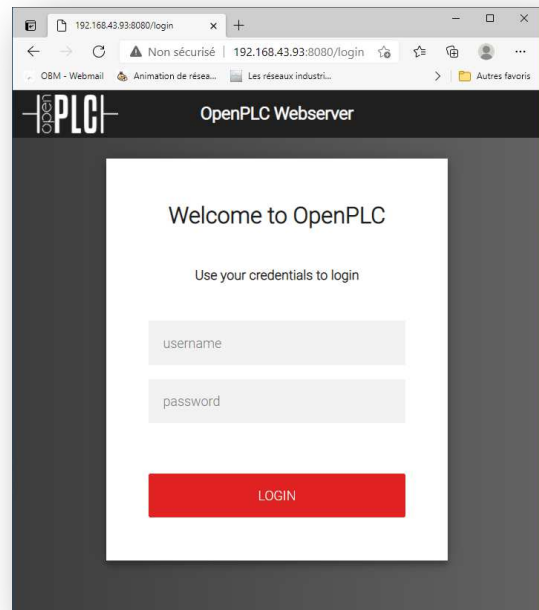 192.168.43.93:8080/login
Non sécurisé | 192.168.43.93:8080/login
OBM - Webmail Animation de résea... Les réseaux industri... Autres favoris
open PLC OpenPLC Webserver
Welcome to OpenPLC
Use your credentials to login
username
password
LOGIN